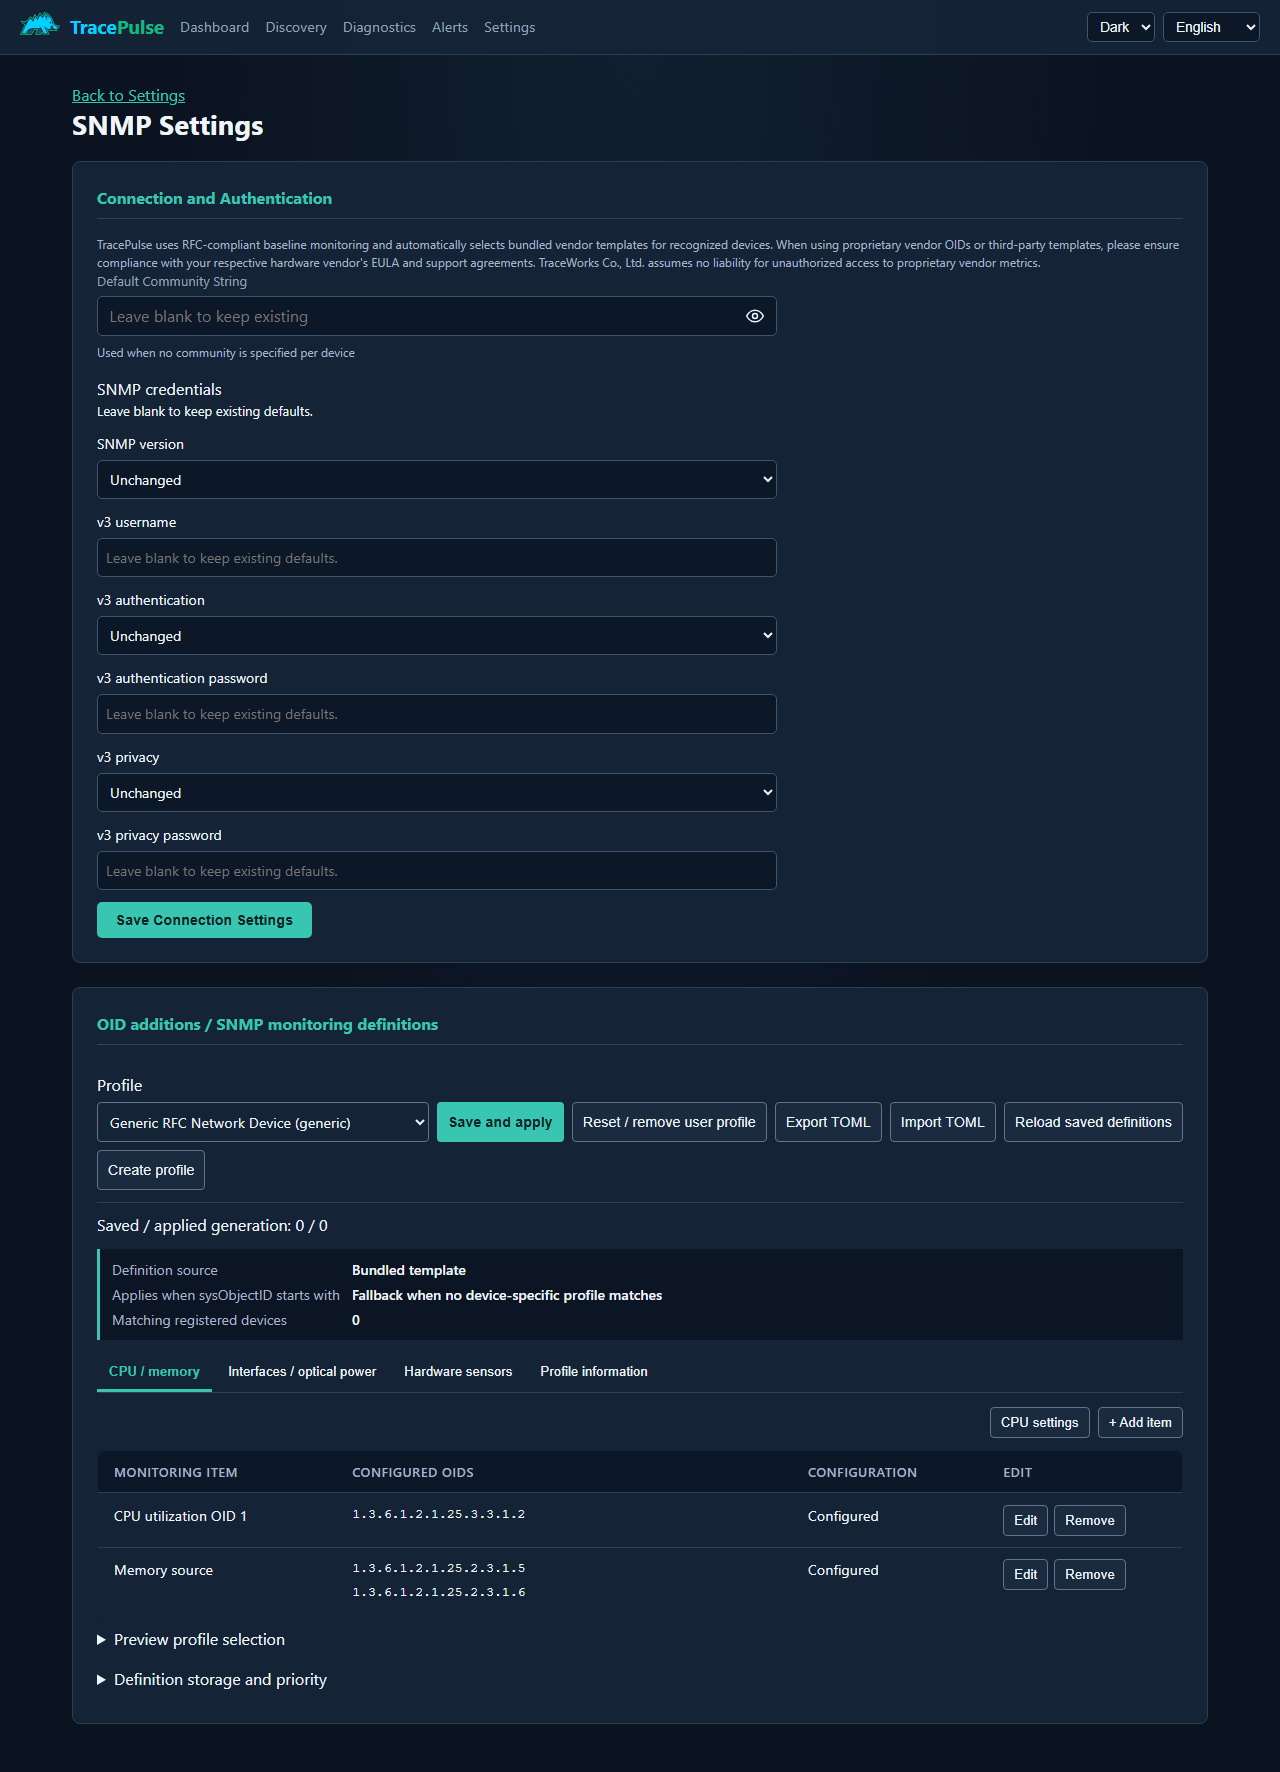 TracePulse Dashboard Discovery Diagnostics Alerts Settings Dark English
Back to Settings
SNMP Settings
Connection and Authentication
TracePulse uses RFC-compliant baseline monitoring and automatically selects bundled vendor templates for recognized devices. When using proprietary vendor OIDs or third-party templates, please ensure
compliance with your respective hardware vendor's EULA and support agreements. TraceWorks Co., Ltd. assumes no liability for unauthorized access to proprietary vendor metrics.
Default Community String
Leave blank to keep existing
Used when no community is specified per device
SNMP credentials
Leave blank to keep existing defaults.
SNMP version
Unchanged
v3 username
Leave blank to keep existing defaults.
v3 authentication
Unchanged
v3 authentication password
Leave blank to keep existing defaults.
v3 privacy
Unchanged
v3 privacy password
Leave blank to keep existing defaults.
Save Connection Settings
OID additions / SNMP monitoring definitions
Profile
Generic RFC Network Device (generic) Save and apply Reset / remove user profile Export TOML Import TOML Reload saved definitions
Create profile
Saved / applied generation: 0 / 0
Definition source Bundled template
Applies when sysObjectID starts with Fallback when no device-specific profile matches
Matching registered devices 0
CPU / memory Interfaces / optical power Hardware sensors Profile information
CPU settings + Add item
MONITORING ITEM CONFIGURED OIDS CONFIGURATION EDIT
CPU utilization OID 1 1.3.6.1.2.1.25.3.3.1.2 Configured Edit Remove
Memory source 1.3.6.1.2.1.25.2.3.1.5 Configured Edit Remove
1.3.6.1.2.1.25.2.3.1.6
Preview profile selection
Definition storage and priority